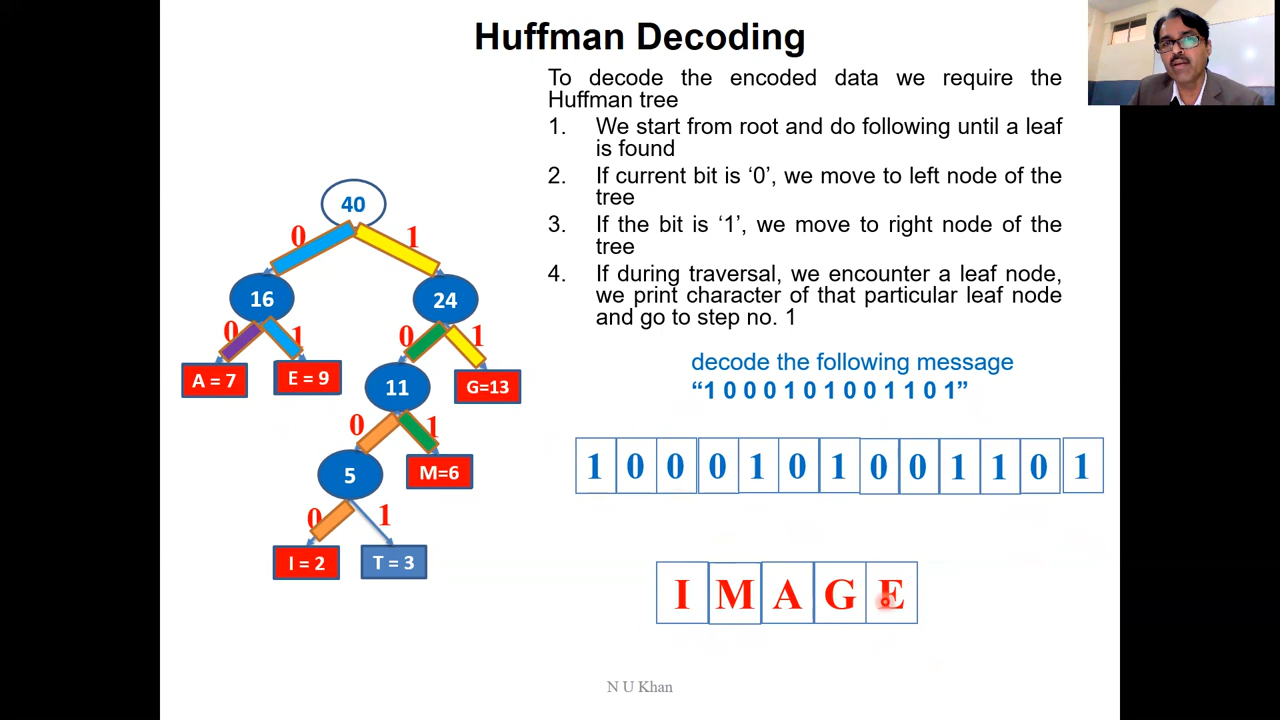 Huffman Decoding
To decode the encoded data we require the
Huffman tree
1. We start from root and do following until a leaf
is found
2. If current bit is ‘0’, we move to left node of the
tree
3. If the bit is ‘1’, we move to right node of the
tree
4. If during traversal, we encounter a leaf node,
we print character of that particular leaf node
and go to step no. 1
40
0 1
16 24
0 1 0 1
A = 7 E = 9 11 G=13
0 1
5 M=6
0 1
I = 2 T = 3
decode the following message
“1 0 0 0 1 0 1 0 0 1 1 0 1”
1 0 0 0 1 0 1 0 0 1 1 0 1
I M A G E
N U Khan